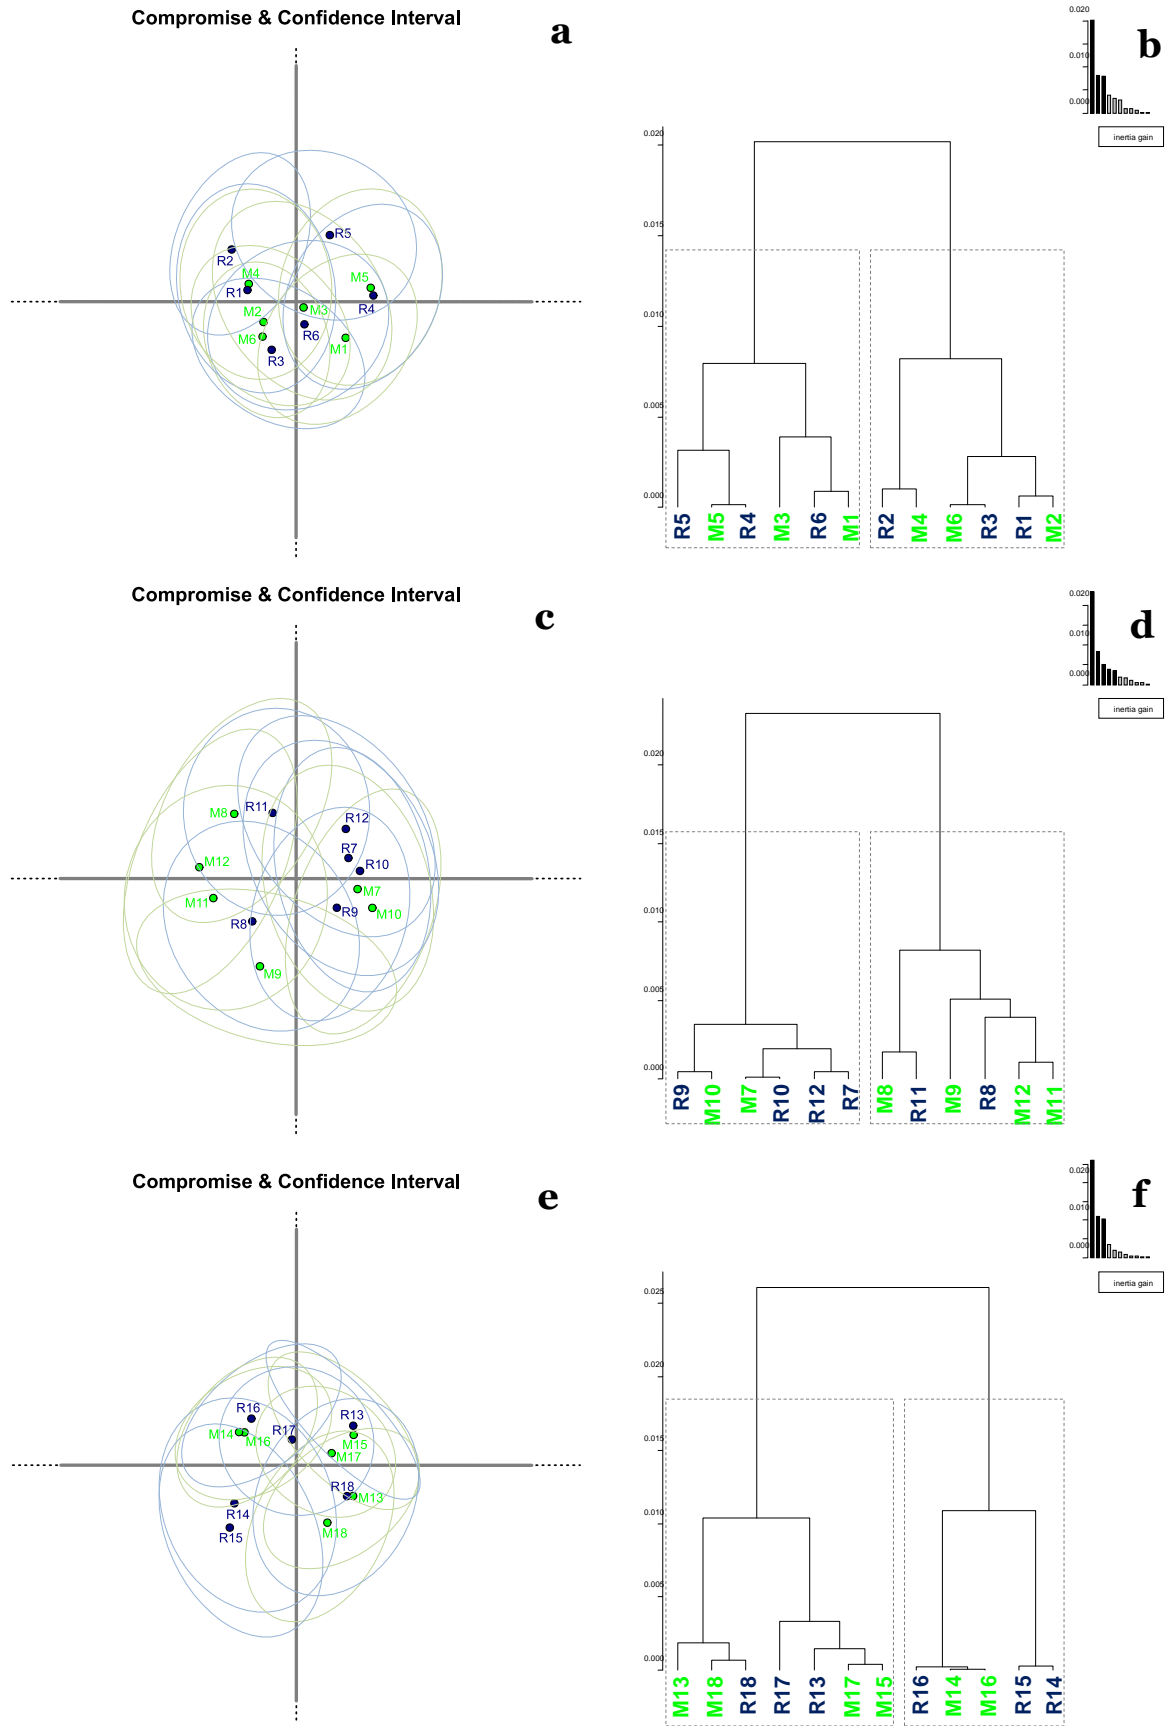 Compromise & Confidence Interval
a
R5
R2
M4
R1
M5
R4
M2
M3
M6
R6
M1
R3
0.020
0.000
b
inertia gain
0.020
0.015
0.010
0.005
0.000
R5 M5 R4 M3 R6 M1 R2 M4 M6 R3 R1 M2
Compromise & Confidence Interval
c
M8
R11
R12
R7
M12
R10
M7
M11
R9
M10
R8
M9
0.020
0.010
0.000
d
inertia gain
0.020
0.015
0.010
0.005
0.000
R9 M10 M7 R10 R12 R7 M8 R11 M9 R8 M12 M11
Compromise & Confidence Interval
e
R16
R13
M14
M16
R17
M15
M17
R18
M13
R14
R15
M18
0.020
0.010
0.000
f
inertia gain
0.025
0.020
0.015
0.010
0.005
0.000
M13 M18 R18 R17 R13 M17 M15 R16 M14 M16 R15 R14